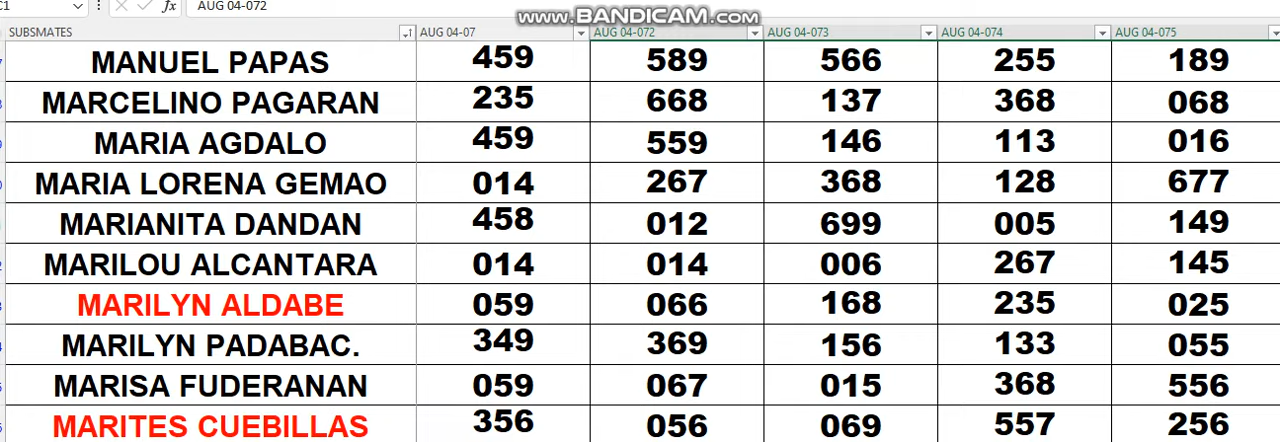 C1 fx AUG 04-072
www.BANDICAM.com
SUBSMATES AUG 04-07 AUG 04-072 AUG 04-073 AUG 04-074 AUG 04-075
MANUEL PAPAS 459 589 566 255 189
MARCELINO PAGARAN 235 668 137 368 068
MARIA AGDALO 459 559 146 113 016
MARIA LORENA GEMAO 014 267 368 128 677
MARIANITA DANDAN 458 012 699 005 149
MARILOU ALCANTARA 014 014 006 267 145
MARILYN ALDABE 059 066 168 235 025
MARILYN PADABAC. 349 369 156 133 055
MARISA FUDERANAN 059 067 015 368 556
MARITES CUEBILLAS 356 056 069 557 256